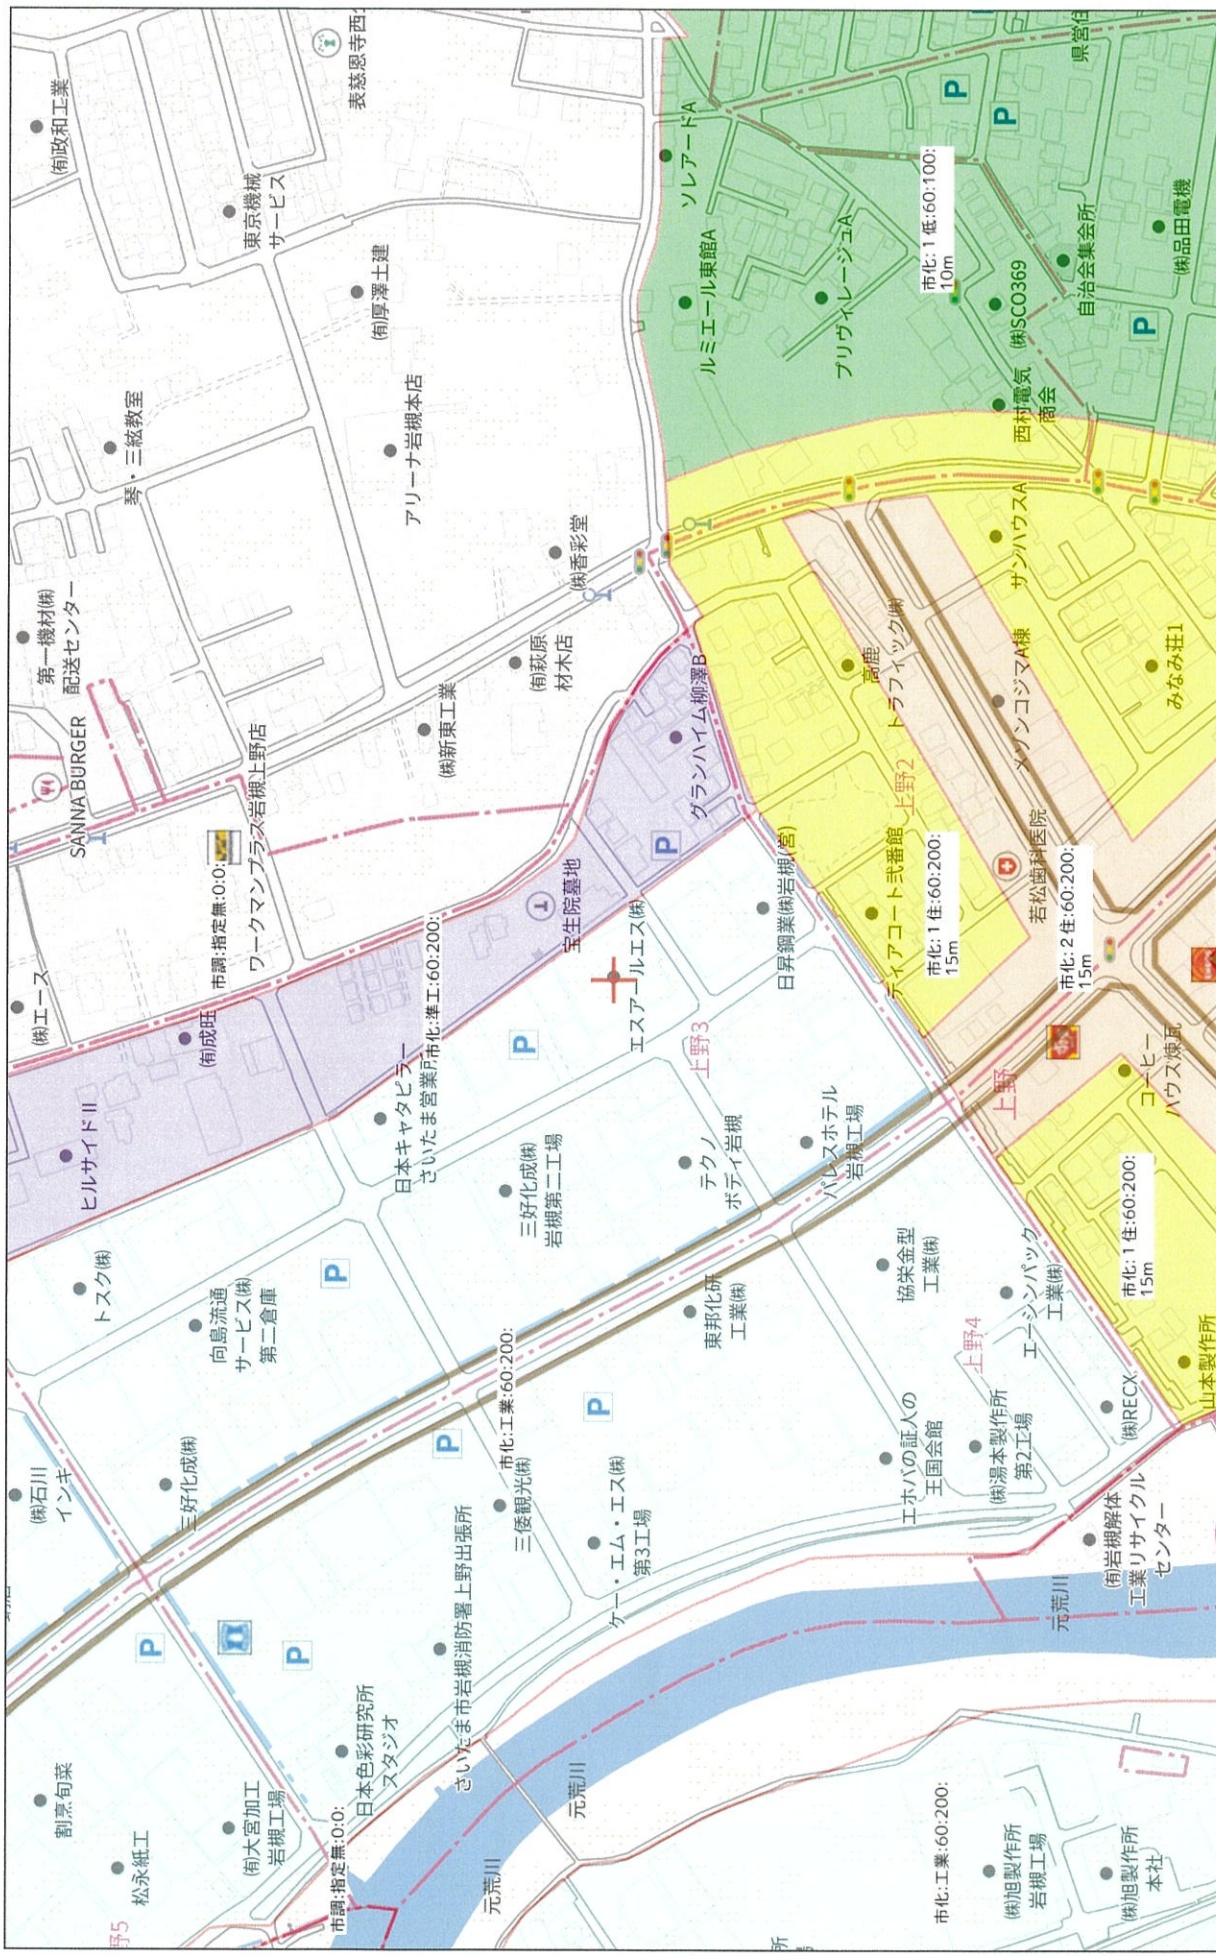 野5
割烹旬菜
松永紙工
(有)大宮加工
岩槻工場
市調:指定無:0:0:
日本色彩研究所
スタジオ
(株)石川
インキ
三好化成(株)
トスク(株)
向島流通
サービス(株)
第二倉庫
ヒルサイドⅡ
(株)エース
(有)成旺
SANNA BURGER
第一機材(株)
配送センター
市調:指定無:0:0:
ワークマンプラス岩槻上野店
琴・三絃教室
(有)政和工業
東京機械
サービス
表慈恩寺西公
(有)厚澤土建
アリーナ岩槻本店
(株)新東工業
(有)萩原
材木店
(株)香彩堂
元荒川
さいたま市岩槻消防署上野出張所
三倭観光(株)
市化:工業:60:200:
日本キャタピラー
さいたま営業所
市化:準工:60:200:
三好化成(株)
岩槻第二工場
宝生院墓地
エスアールエス(株)
グランハイム柳澤B
元荒川
ケー・エム・エス(株)
第3工場
東邦化研
工業(株)
テクノ
ボディ岩槻
上野3
日昇鋼業(株)岩槻(営)
パレスホテル
岩槻工場
ソレアードA
ルミエール東館A
プリヴィレージュA
高鹿
トラフィック(株)
上野2
ディアコート弐番館
市化: 1 住:60:200:
15m
市化: 1 低:60:100:
10m
協栄金型
工業(株)
エホバの証人の
王国会館
(株)湯本製作所
第2工場
上野4
エーシンパック
工業(株)
上野
若松歯科医院
メゾンコジマA棟
サンハウスA
西村電気
商会
(株)SCO369
自治会集会所
県営住
市化: 2 住:60:200:
15m
市化:工業:60:200:
(株)旭製作所
岩槻工場
(株)旭製作所
本社
所
元荒川
(有)岩槻解体
工業リサイクル
センター
(株)RECX
市化: 1 住:60:200:
15m
コーヒー
ハウス煉瓦
みなみ荘1
(株)品田電機
山本製作所
P
P
P
P
P
P
P
P
P
P